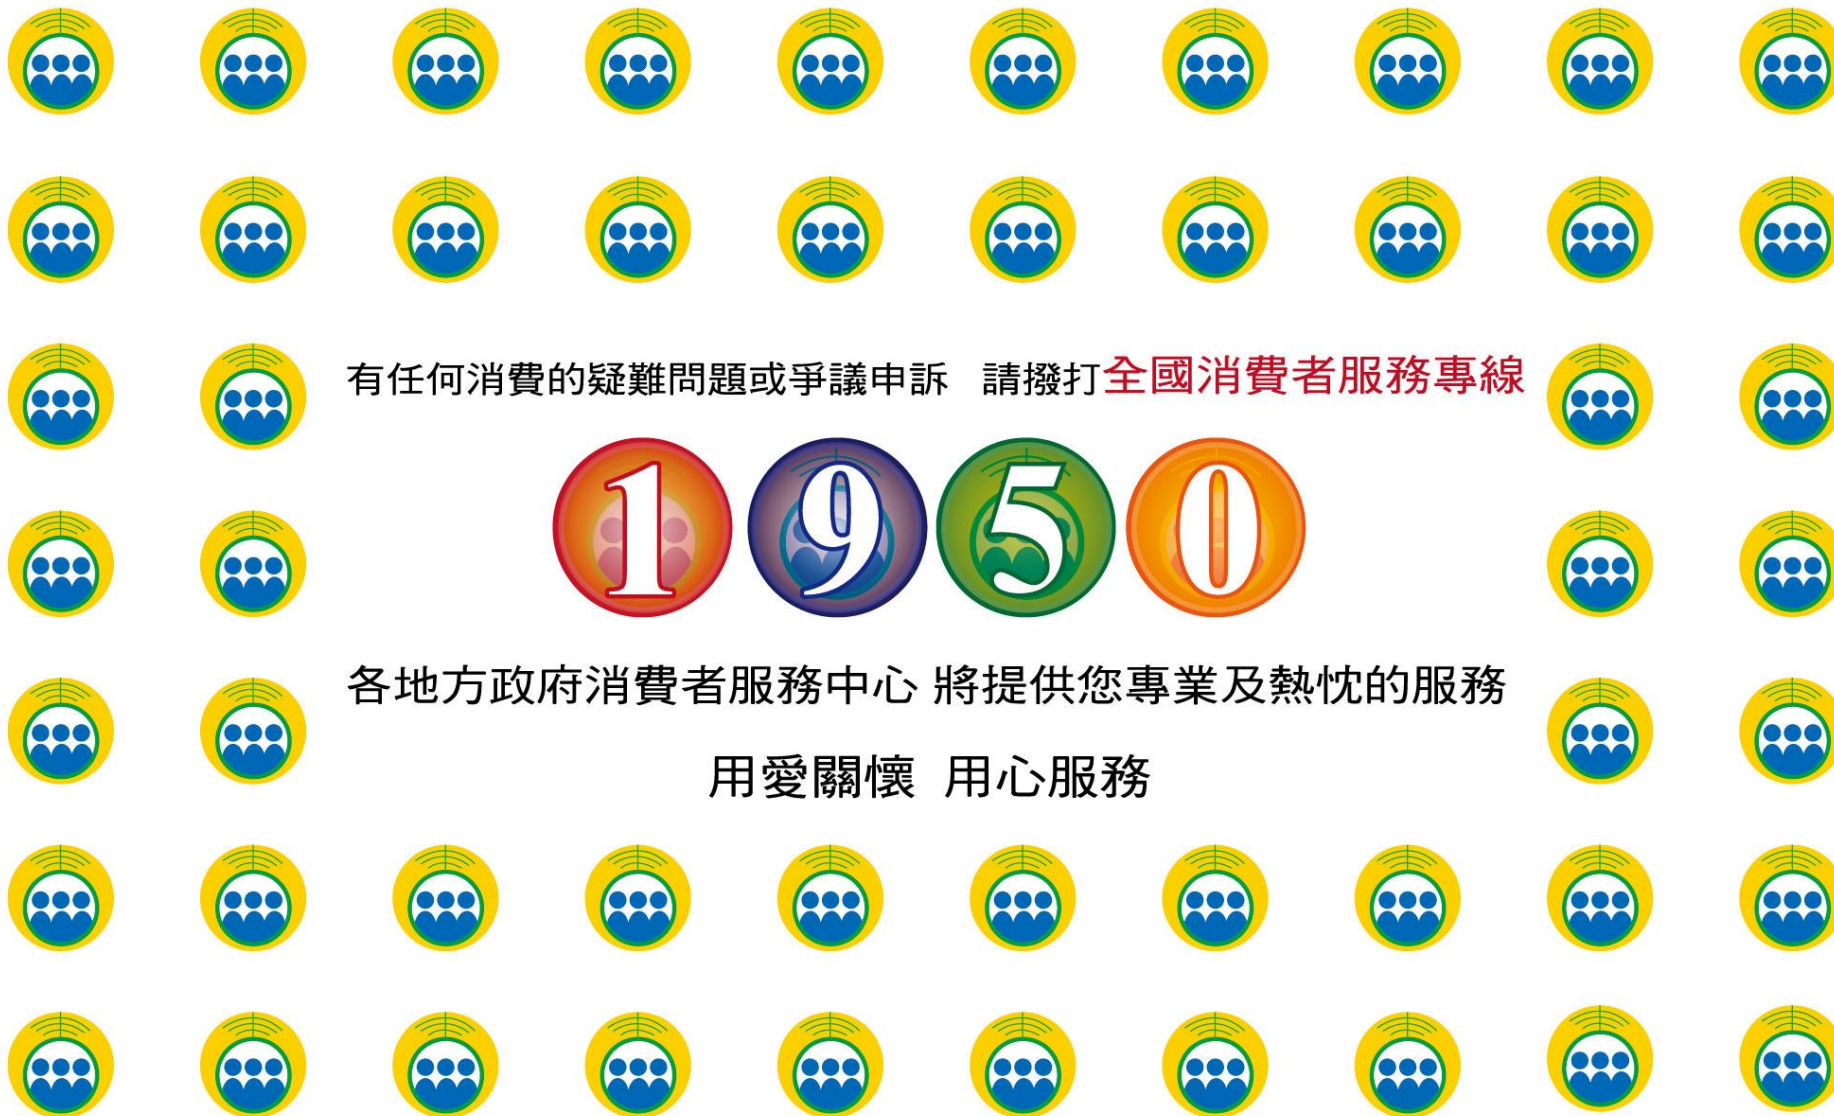 有任何消費的疑難問題或爭議申訴 請撥打全國消費者服務專線
1950
各地方政府消費者服務中心 將提供您專業及熱忱的服務
用愛關懷 用心服務